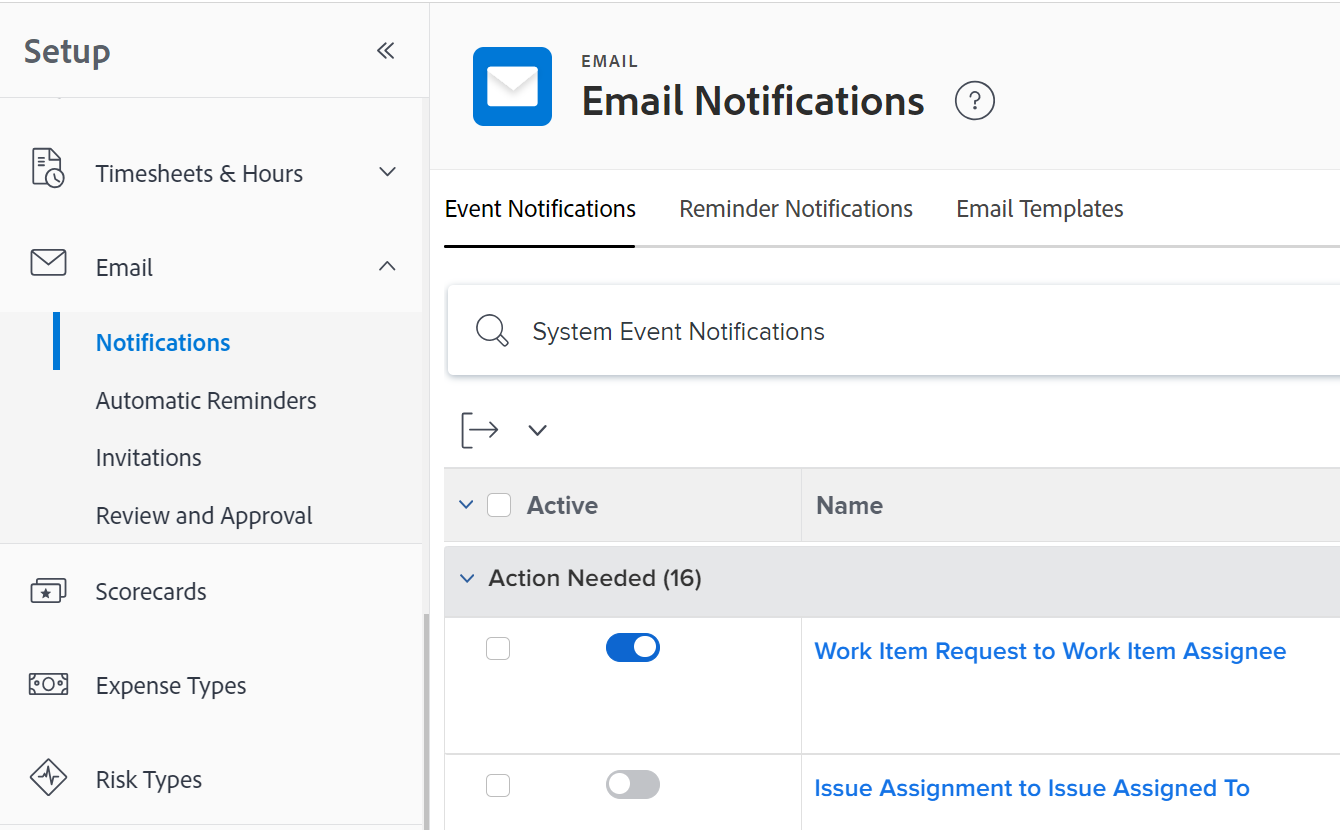 Setup
Timesheets & Hours
Email
Notifications
Automatic Reminders
Invitations
Review and Approval
Scorecards
Expense Types
Risk Types
EMAIL
Email Notifications
?
Event Notifications Reminder Notifications Email Templates
System Event Notifications
Active Name
Action Needed (16)
Work Item Request to Work Item Assignee
Issue Assignment to Issue Assigned To